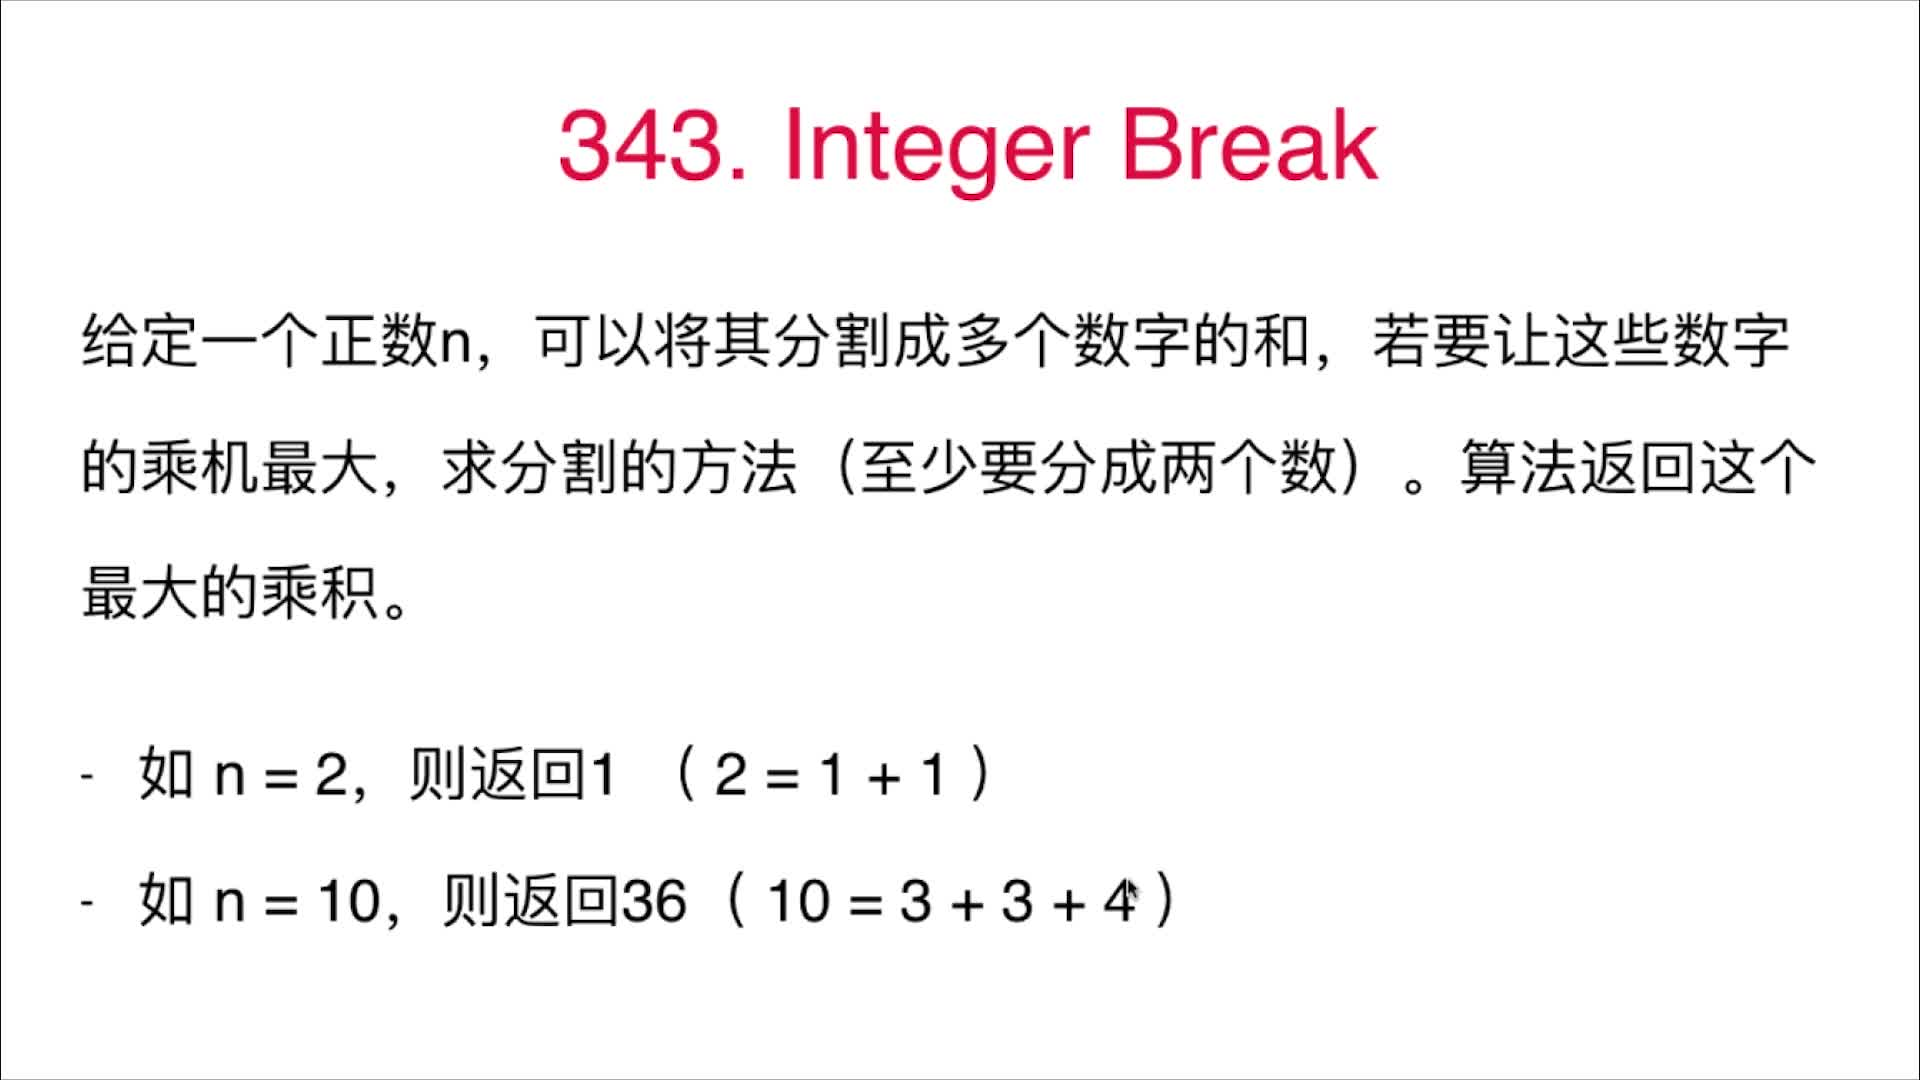 343. Integer Break
给定一个正数n，可以将其分割成多个数字的和，若要让这些数字
的乘机最大，求分割的方法（至少要分成两个数）。算法返回这个
最大的乘积。
- 如 n = 2，则返回1 （ 2 = 1 + 1 ）
- 如 n = 10，则返回36（ 10 = 3 + 3 + 4 ）